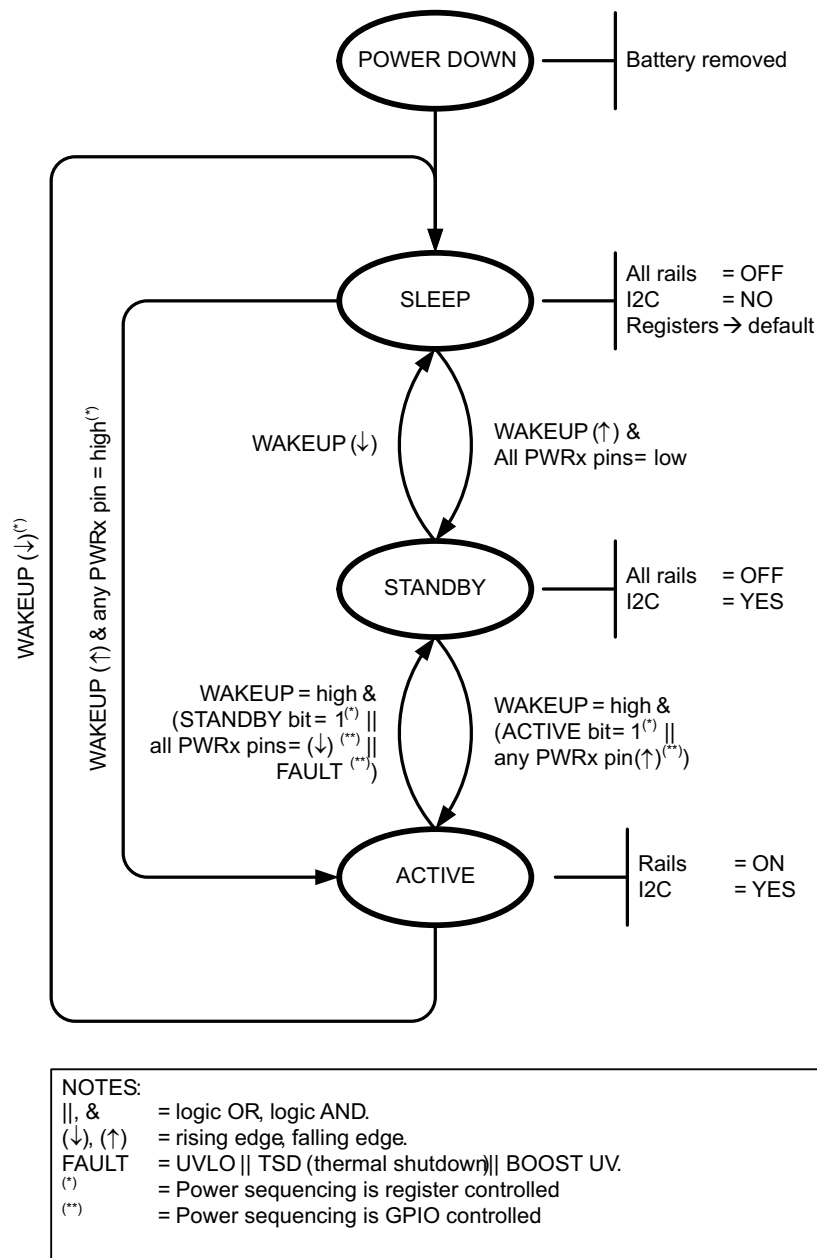 POWER DOWN
Battery removed
SLEEP
All rails = OFF
I2C = NO
Registers → default
WAKEUP (↓)
WAKEUP (↑) &
All PWRx pins= low
WAKEUP (↓)(*)
WAKEUP (↑) & any PWRx pin = high(*)
STANDBY
All rails = OFF
I2C = YES
WAKEUP = high &
(STANDBY bit= 1(*) ||
all PWRx pins= (↓) (**) ||
FAULT (**))
WAKEUP = high &
(ACTIVE bit= 1(*) ||
any PWRx pin(↑)(**))
ACTIVE
Rails = ON
I2C = YES
NOTES:
||, & = logic OR, logic AND.
(↓), (↑) = rising edge, falling edge.
FAULT = UVLO || TSD (thermal shutdown)|| BOOST UV.
(*) = Power sequencing is register controlled
(**) = Power sequencing is GPIO controlled